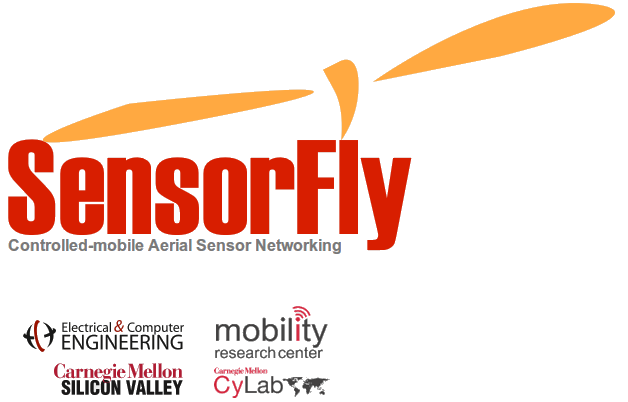 SensorFly
Controlled-mobile Aerial Sensor Networking
Electrical & Computer
ENGINEERING
Carnegie Mellon
SILICON VALLEY
mobility
research center
Carnegie Mellon
CyLab